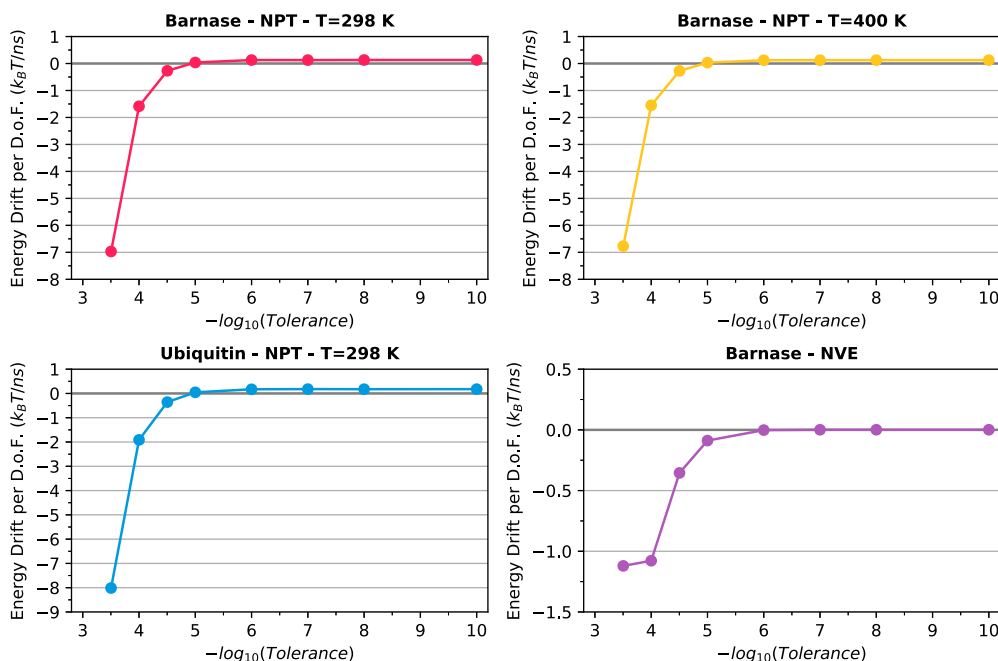 Barnase - NPT - T=298 K
Energy Drift per D.o.F. (k_BT/ns)
1
0
−1
−2
−3
−4
−5
−6
−7
−8
3 4 5 6 7 8 9 10
−log_10(Tolerance)
Barnase - NPT - T=400 K
Energy Drift per D.o.F. (k_BT/ns)
1
0
−1
−2
−3
−4
−5
−6
−7
−8
3 4 5 6 7 8 9 10
−log_10(Tolerance)
Ubiquitin - NPT - T=298 K
Energy Drift per D.o.F. (k_BT/ns)
1
0
−1
−2
−3
−4
−5
−6
−7
−8
−9
3 4 5 6 7 8 9 10
−log_10(Tolerance)
Barnase - NVE
Energy Drift per D.o.F. (k_BT/ns)
0.5
0.0
−0.5
−1.0
−1.5
3 4 5 6 7 8 9 10
−log_10(Tolerance)